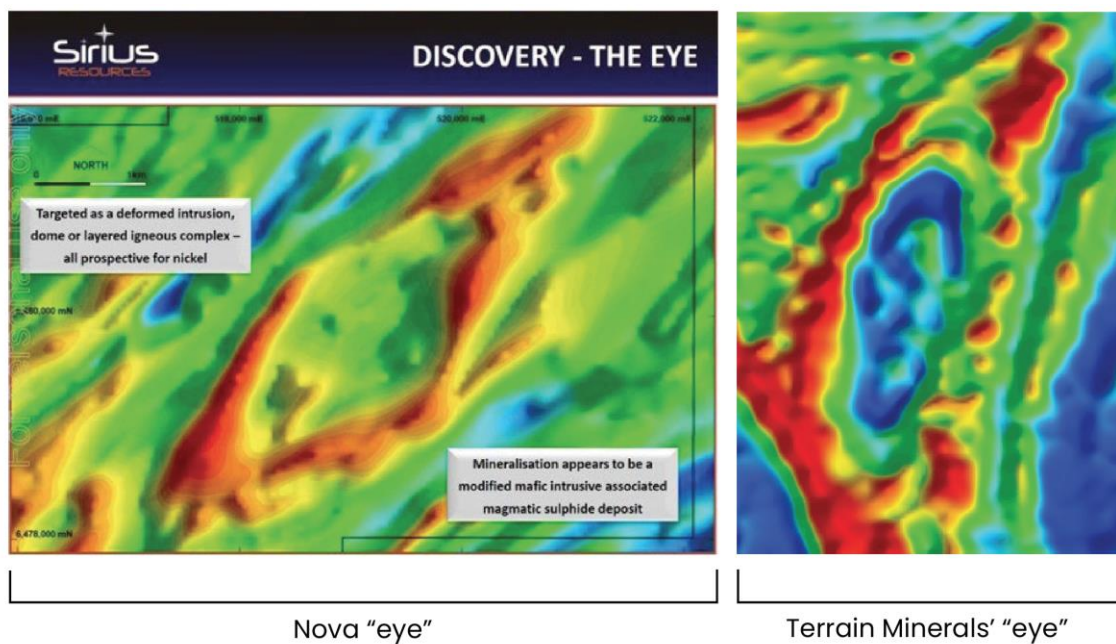 Sirius
RESOURCES
DISCOVERY - THE EYE
518,000 mE
520,000 mE
522,000 mE
NORTH
0 1km
Targeted as a deformed intrusion,
dome or layered igneous complex –
all prospective for nickel
6,480,000 mN
Mineralisation appears to be a
modified mafic intrusive associated
magmatic sulphide deposit
6,478,000 mN
Nova “eye”
Terrain Minerals’ “eye”